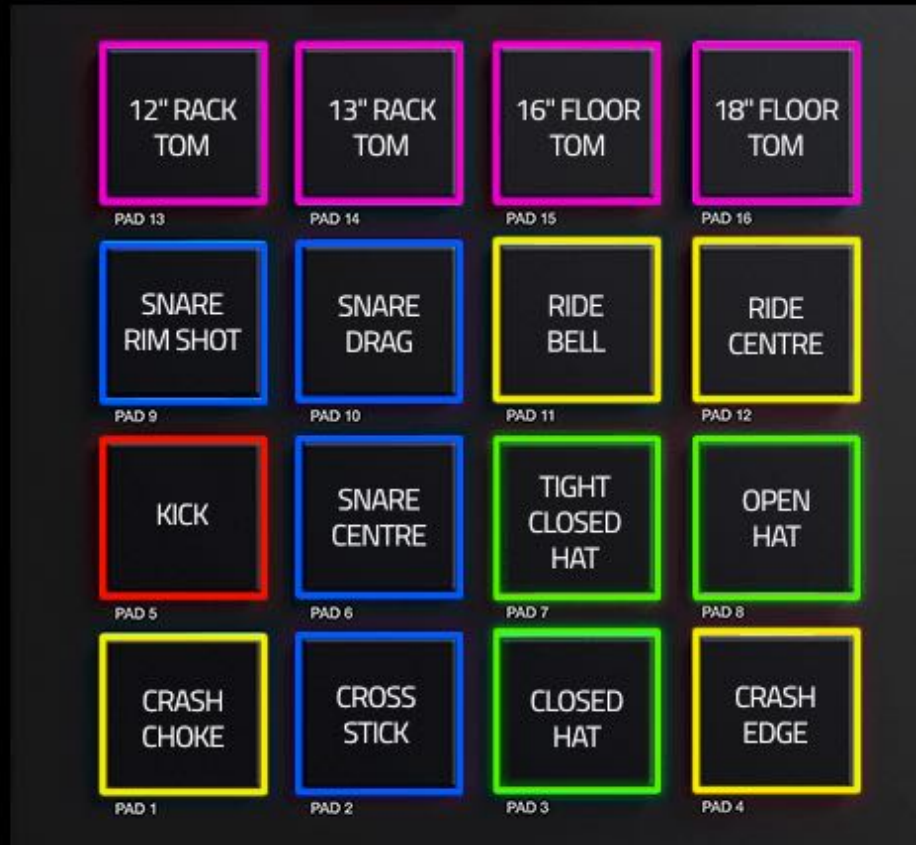 12" RACK
TOM
PAD 13
13" RACK
TOM
PAD 14
16" FLOOR
TOM
PAD 15
18" FLOOR
TOM
PAD 16
SNARE
RIM SHOT
PAD 9
SNARE
DRAG
PAD 10
RIDE
BELL
PAD 11
RIDE
CENTRE
PAD 12
KICK
PAD 5
SNARE
CENTRE
PAD 6
TIGHT
CLOSED
HAT
PAD 7
OPEN
HAT
PAD 8
CRASH
CHOKE
PAD 1
CROSS
STICK
PAD 2
CLOSED
HAT
PAD 3
CRASH
EDGE
PAD 4